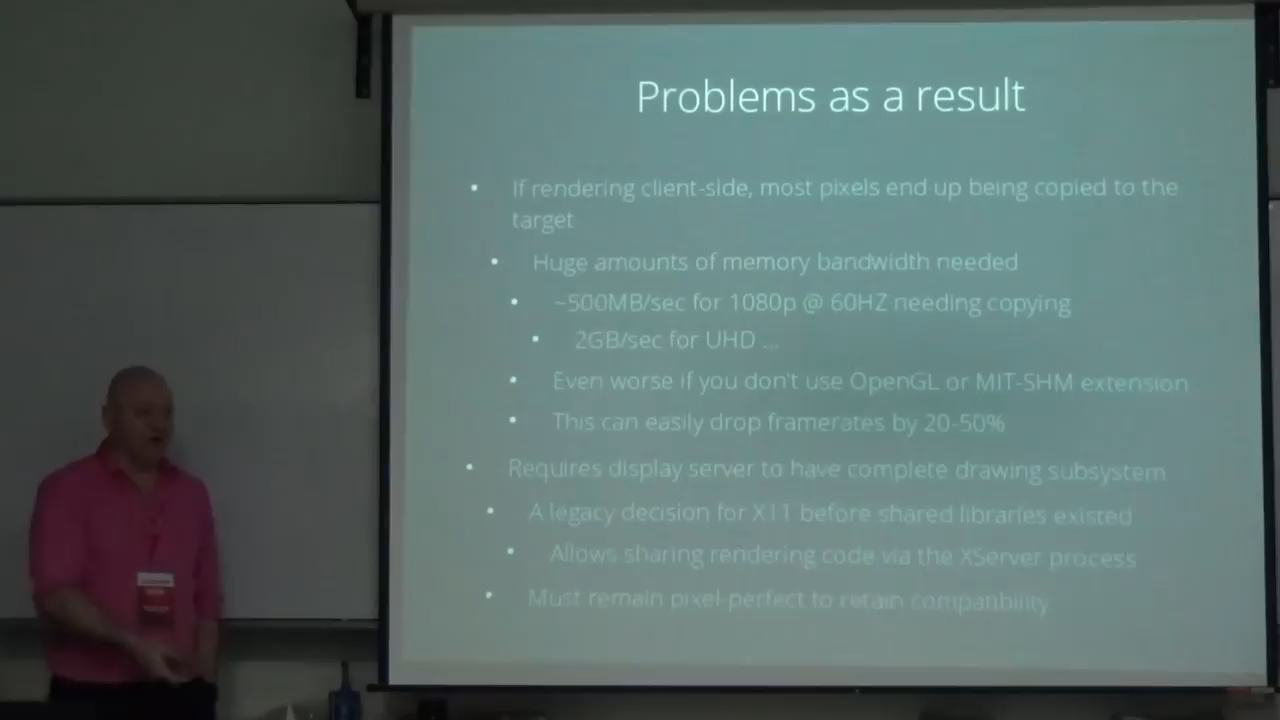 Problems as a result
If rendering client-side, most pixels end up being copied to the
target
Huge amounts of memory bandwidth needed
~500MB/sec for 1080p @ 60HZ needing copying
2GB/sec for UHD ...
Even worse if you don't use OpenGL or MIT-SHM extension
This can easily drop framerates by 20-50%
Requires display server to have complete drawing subsystem
A legacy decision for X11 before shared libraries existed
Allows sharing rendering code via the XServer process
Must remain pixel-perfect to retain compatibility